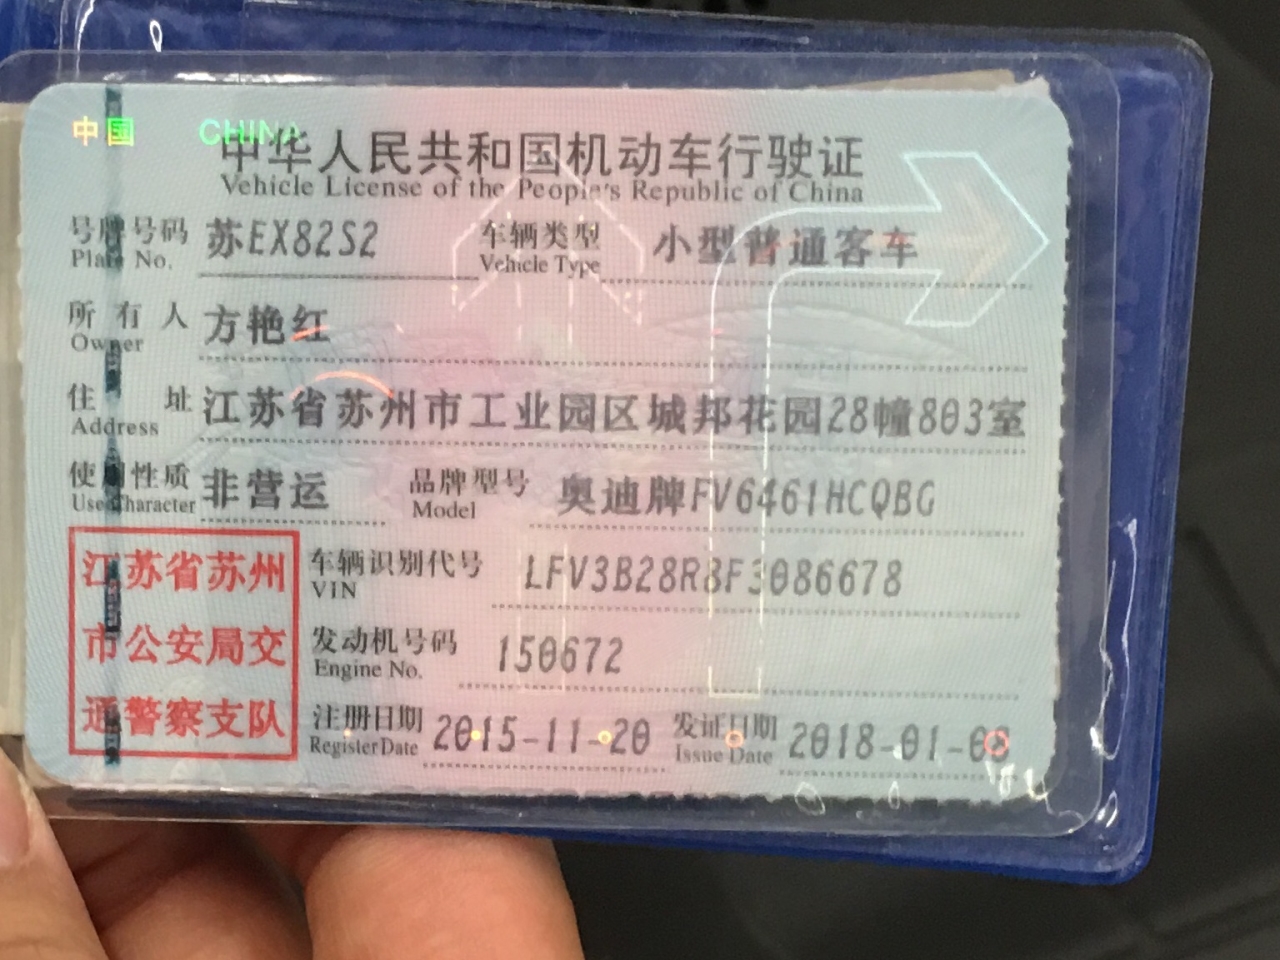 中国 CHINA
中华人民共和国机动车行驶证
Vehicle License of the People's Republic of China
号牌号码 苏EX82S2 车辆类型 小型普通客车
Plate No. Vehicle Type
所有人 方艳红
Owner
住址 江苏省苏州市工业园区城邦花园28幢803室
Address
使用性质 非营运 品牌型号 奥迪牌FV6461HCQBG
Use Character Model
江苏省苏州
市公安局交
通警察支队
车辆识别代号 LFV3B28R8F3086678
VIN
发动机号码 150672
Engine No.
注册日期 2015-11-20 发证日期 2018-01-
Register Date Issue Date